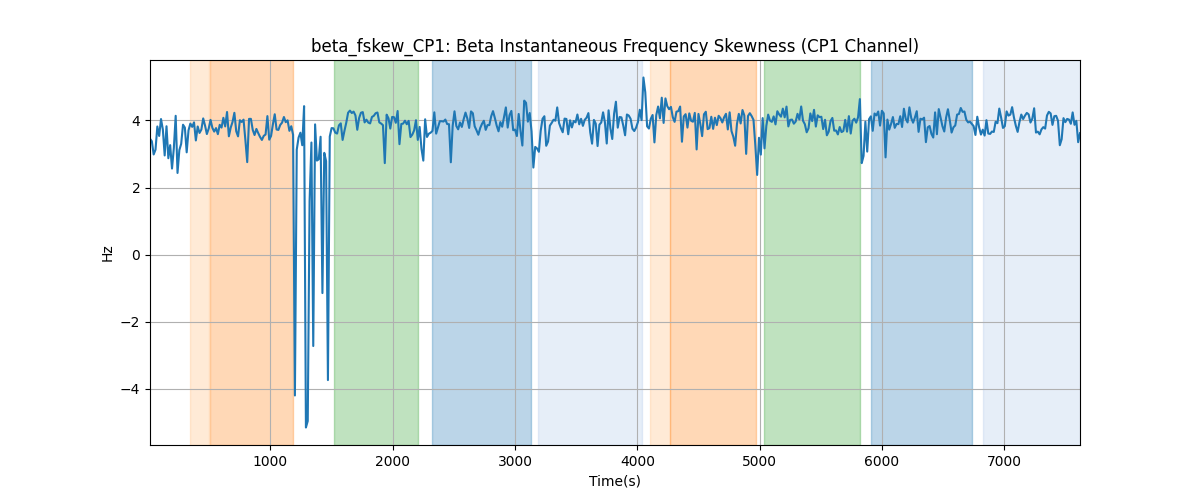 beta_fskew_CP1: Beta Instantaneous Frequency Skewness (CP1 Channel)
4
2
0
−2
−4
Hz
1000 2000 3000 4000 5000 6000 7000
Time(s)